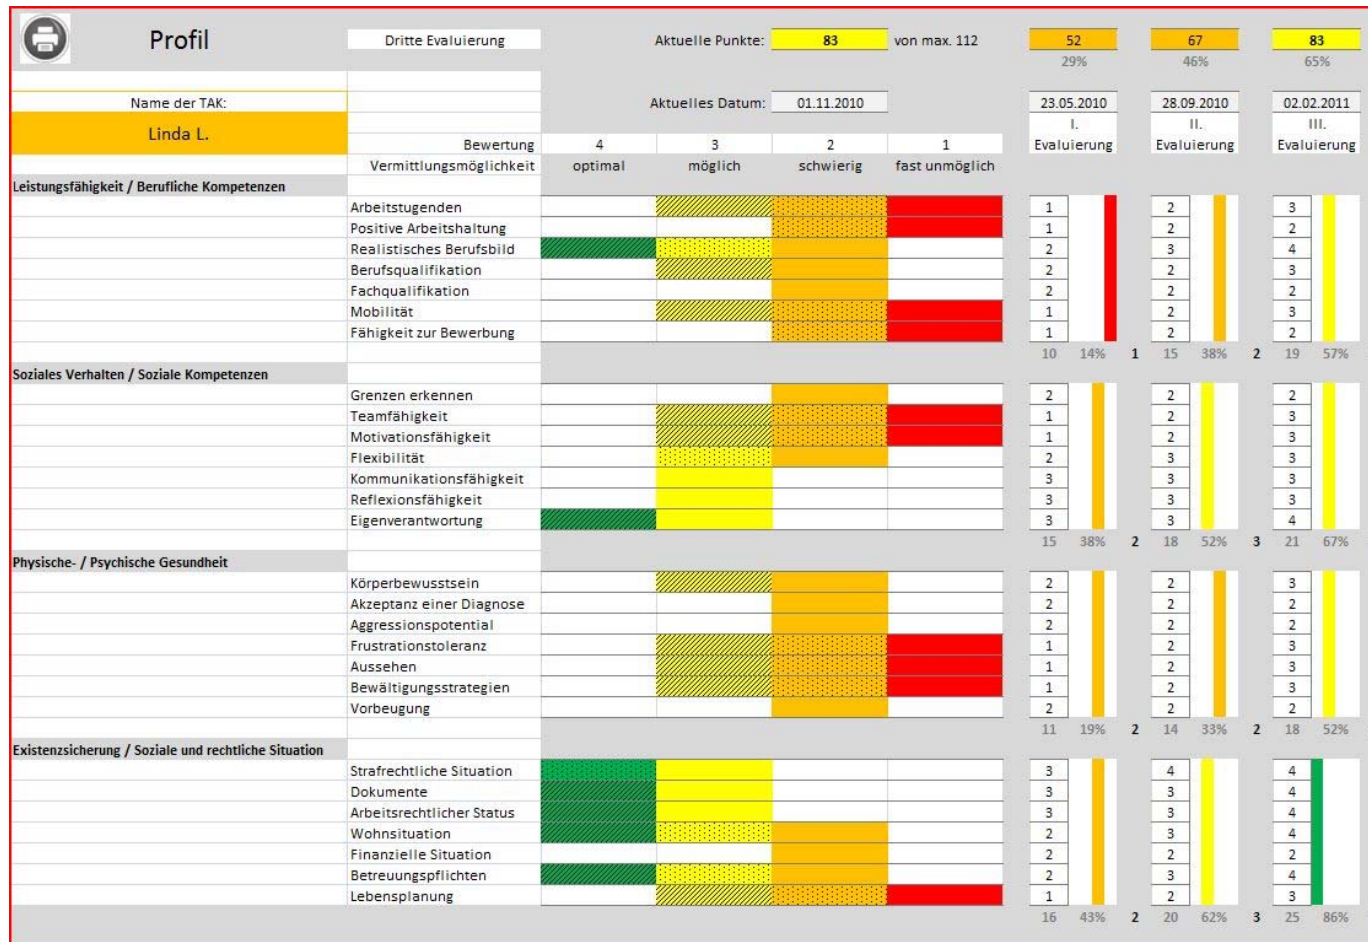 Profil Dritte Evaluierung Aktuelle Punkte: 83 von max. 112 52 67 83
29% 46% 65%
Name der TAK: Aktuelles Datum: 01.11.2010 23.05.2010 28.09.2010 02.02.2011
Linda L. I. II. III.
Bewertung 4 3 2 1 Evaluierung Evaluierung Evaluierung
Vermittlungsmöglichkeit optimal möglich schwierig fast unmöglich
Leistungsfähigkeit / Berufliche Kompetenzen
Arbeitstugenden 1 2 3
Positive Arbeitshaltung 1 2 2
Realistisches Berufsbild 2 3 4
Berufsqualifikation 2 2 3
Fachqualifikation 2 2 2
Mobilität 1 2 3
Fähigkeit zur Bewerbung 1 2 2
10 14% 1 15 38% 2 19 57%
Soziales Verhalten / Soziale Kompetenzen
Grenzen erkennen 2 2 2
Teamfähigkeit 1 2 3
Motivationsfähigkeit 1 2 3
Flexibilität 2 3 3
Kommunikationsfähigkeit 3 3 3
Reflexionsfähigkeit 3 3 3
Eigenverantwortung 3 3 4
15 38% 2 18 52% 3 21 67%
Physische- / Psychische Gesundheit
Körperbewusstsein 2 2 3
Akzeptanz einer Diagnose 2 2 2
Aggressionspotential 2 2 2
Frustrationstoleranz 1 2 3
Aussehen 1 2 3
Bewältigungsstrategien 1 2 3
Vorbeugung 2 2 2
11 19% 2 14 33% 2 18 52%
Existenzsicherung / Soziale und rechtliche Situation
Strafrechtliche Situation 3 4 4
Dokumente 3 3 4
Arbeitsrechtlicher Status 3 3 4
Wohnsituation 2 3 4
Finanzielle Situation 2 2 2
Betreuungspflichten 2 3 4
Lebensplanung 1 2 3
16 43% 2 20 62% 3 25 86%